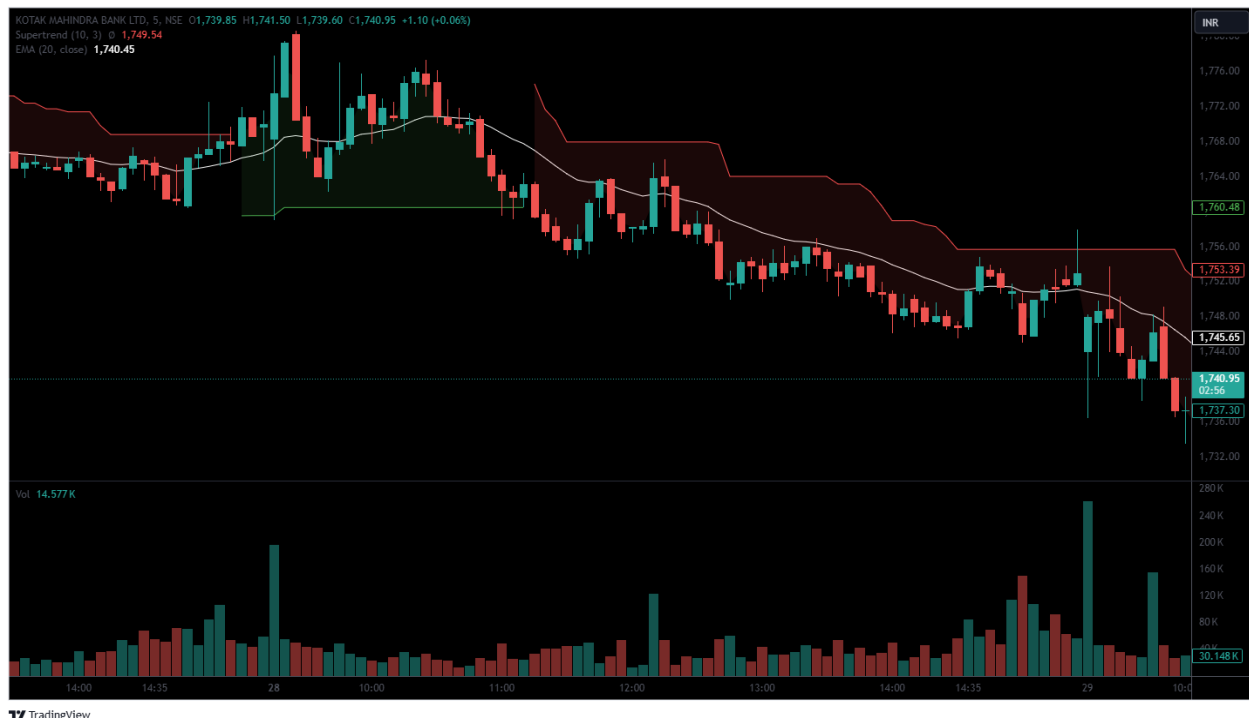 KOTAK MAHINDRA BANK LTD, 5, NSE O1,739.85 H1,741.50 L1,739.60 C1,740.95 +1.10 (+0.06%)
INR
Supertrend (10, 3) ∅ 1,749.54
EMA (20, close) 1,740.45
1,776.00
1,772.00
1,768.00
1,764.00
1,760.48
1,756.00
1,753.39
1,752.00
1,748.00
1,745.65
1,744.00
1,740.95
02:56
1,737.30
1,736.00
1,732.00
Vol 14.577 K
280 K
240 K
200 K
160 K
120 K
80 K
30.148 K
14:00 14:35 28 10:00 11:00 12:00 13:00 14:00 14:35 29
TradingView